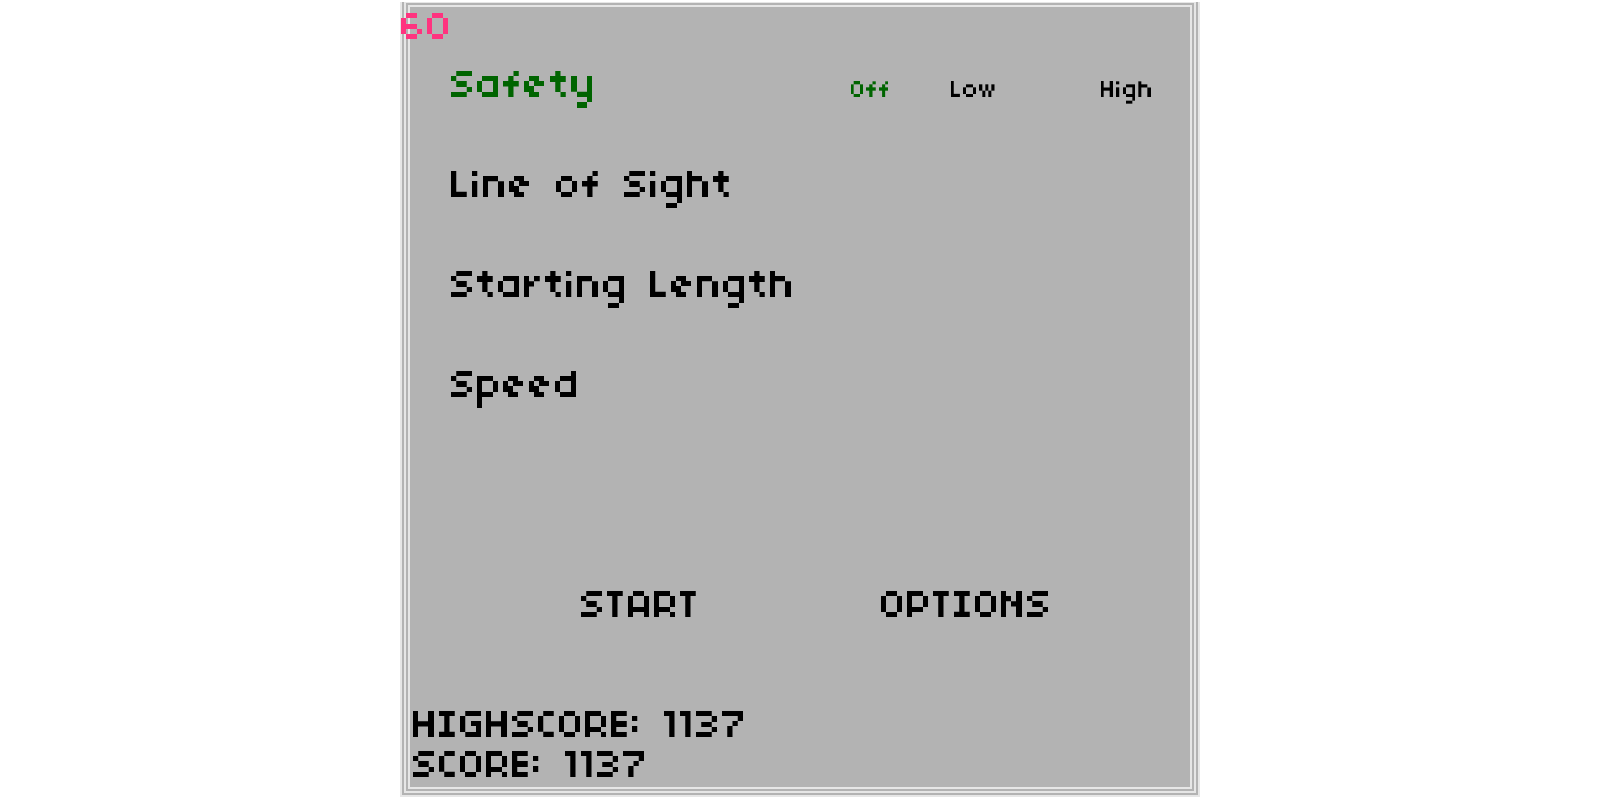 60
Safety Off Low High
Line of Sight
Starting Length
Speed
START OPTIONS
HIGHSCORE: 1137
SCORE: 1137